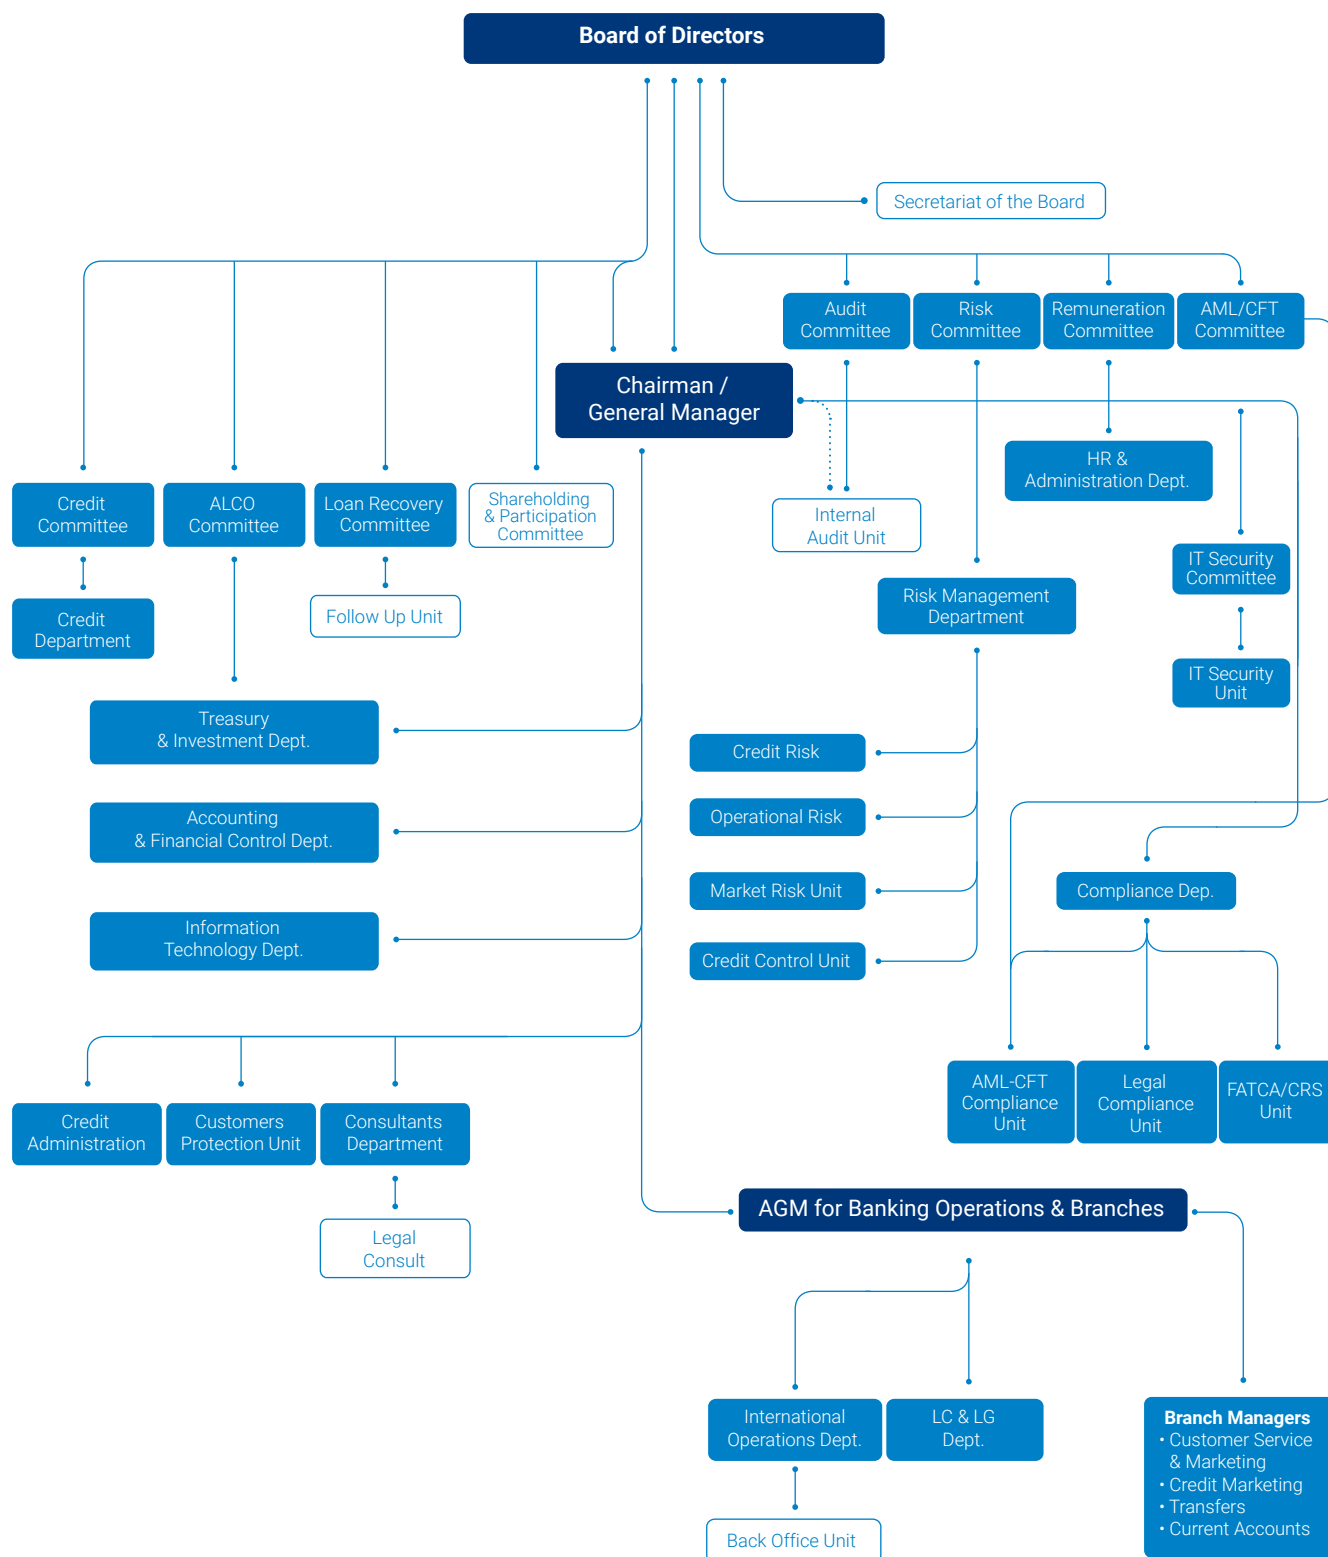 Board of Directors
Secretariat of the Board
Audit
Committee
Risk
Committee
Remuneration
Committee
AML/CFT
Committee
Chairman /
General Manager
HR &
Administration Dept.
Credit
Committee
ALCO
Committee
Loan Recovery
Committee
Shareholding
& Participation
Committee
Internal
Audit Unit
IT Security
Committee
Credit
Department
Follow Up Unit
Risk Management
Department
IT Security
Unit
Treasury
& Investment Dept.
Credit Risk
Accounting
& Financial Control Dept.
Operational Risk
Market Risk Unit
Compliance Dep.
Information
Technology Dept.
Credit Control Unit
AML-CFT
Compliance
Unit
Legal
Compliance
Unit
FATCA/CRS
Unit
Credit
Administration
Customers
Protection Unit
Consultants
Department
Legal
Consult
AGM for Banking Operations & Branches
International
Operations Dept.
LC & LG
Dept.
Branch Managers
• Customer Service
& Marketing
• Credit Marketing
• Transfers
• Current Accounts
Back Office Unit